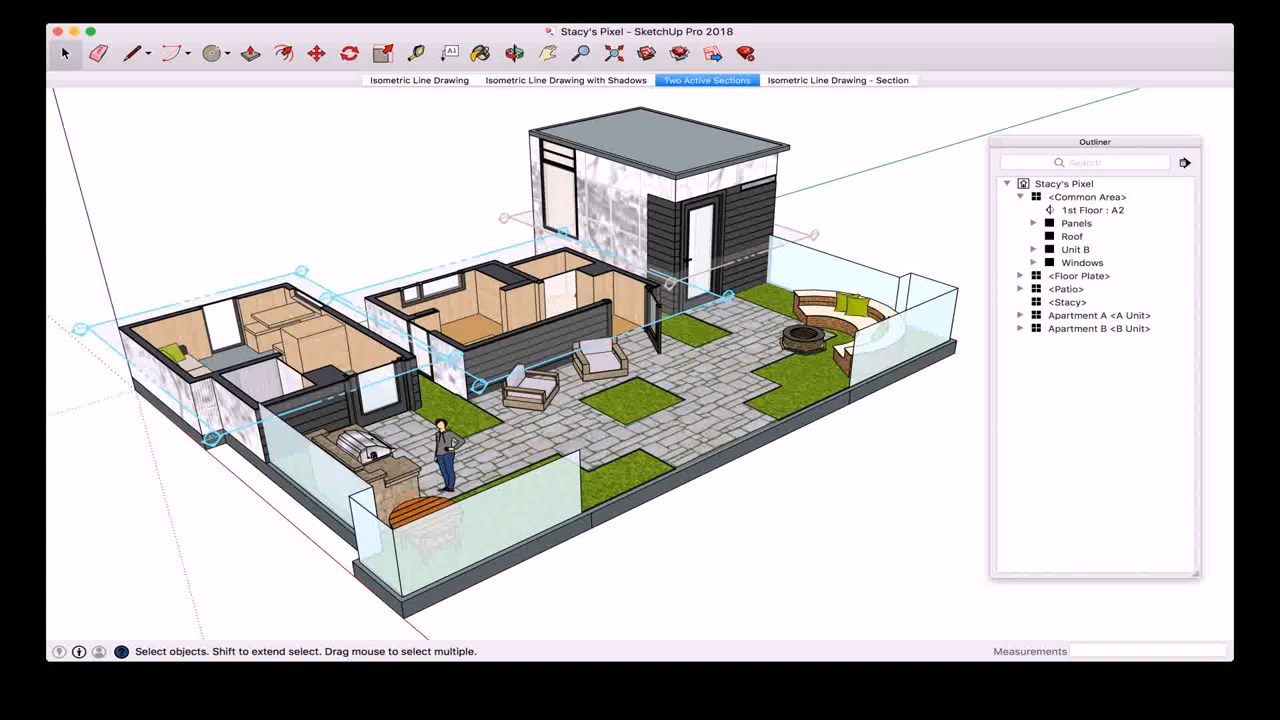 Stacy's Pixel - SketchUp Pro 2018
A1
Isometric Line Drawing Isometric Line Drawing with Shadows Two Active Sections Isometric Line Drawing - Section
Outliner
Search!
Stacy's Pixel
<Common Area>
1st Floor : A2
Panels
Roof
Unit B
Windows
<Floor Plate>
<Patio>
<Stacy>
Apartment A <A Unit>
Apartment B <B Unit>
Select objects. Shift to extend select. Drag mouse to select multiple.
Measurements